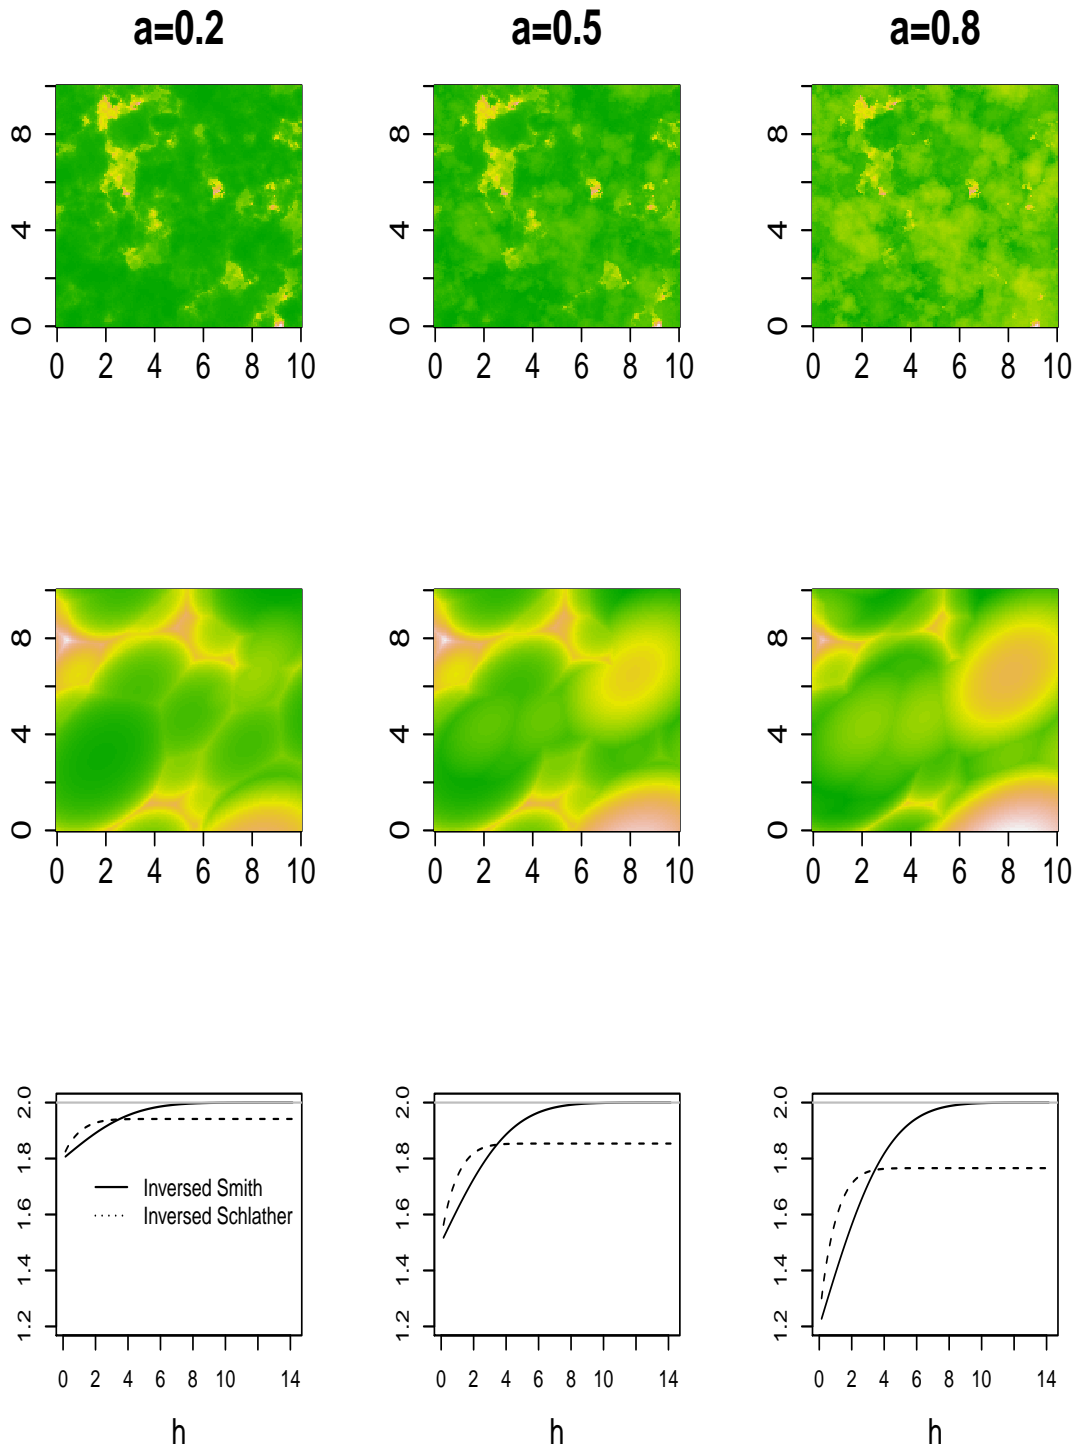 a=0.2 a=0.5 a=0.8
8 8 8
4 4 4
0 0 0
0 2 4 6 8 10 0 2 4 6 8 10 0 2 4 6 8 10
8 8 8
4 4 4
0 0 0
0 2 4 6 8 10 0 2 4 6 8 10 0 2 4 6 8 10
2.0 2.0 2.0
1.8 1.8 1.8
Inversed Smith
1.6 Inversed Schlather 1.6 1.6
1.4 1.4 1.4
1.2 1.2 1.2
0 2 4 6 8 10 14 0 2 4 6 8 10 14 0 2 4 6 8 10 14
h h h